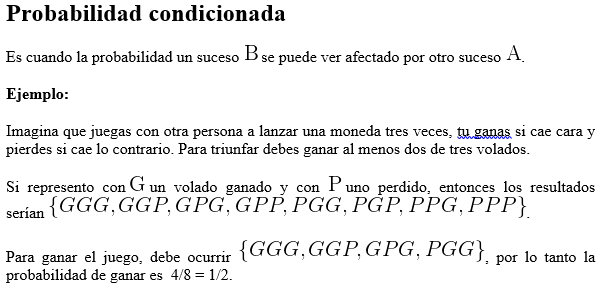 Probabilidad condicionada
Es cuando la probabilidad un suceso B se puede ver afectado por otro suceso A.
Ejemplo:
Imagina que juegas con otra persona a lanzar una moneda tres veces, tu ganas si cae cara y
pierdes si cae lo contrario. Para triunfar debes ganar al menos dos de tres volados.
Si represento con G un volado ganado y con P uno perdido, entonces los resultados
serían {GGG, GGP, GPG, GPP, PGG, PGP, PPG, PPP}.
Para ganar el juego, debe ocurrir {GGG, GGP, GPG, PGG}, por lo tanto la
probabilidad de ganar es 4/8 = 1/2.